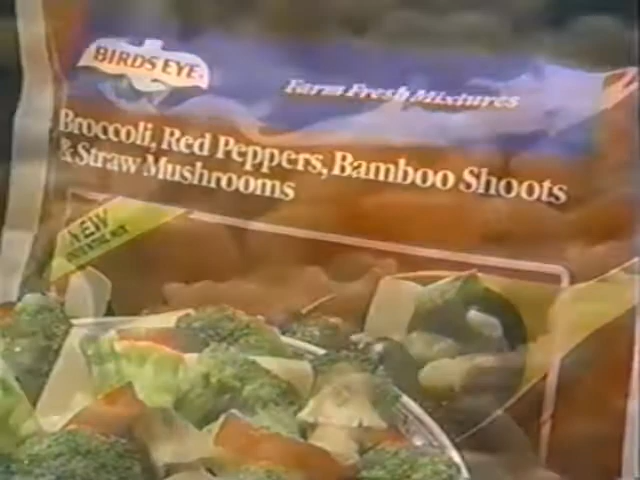 BIRDS EYE
Farm Fresh Mixtures
Broccoli, Red Peppers, Bamboo Shoots
& Straw Mushrooms
NEW